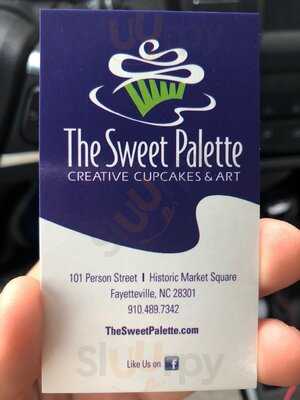 The Sweet Palette
CREATIVE CUPCAKES & ART
101 Person Street | Historic Market Square
Fayetteville, NC 28301
910.489.7342
TheSweetPalette.com
Like Us on f
Sluurpy